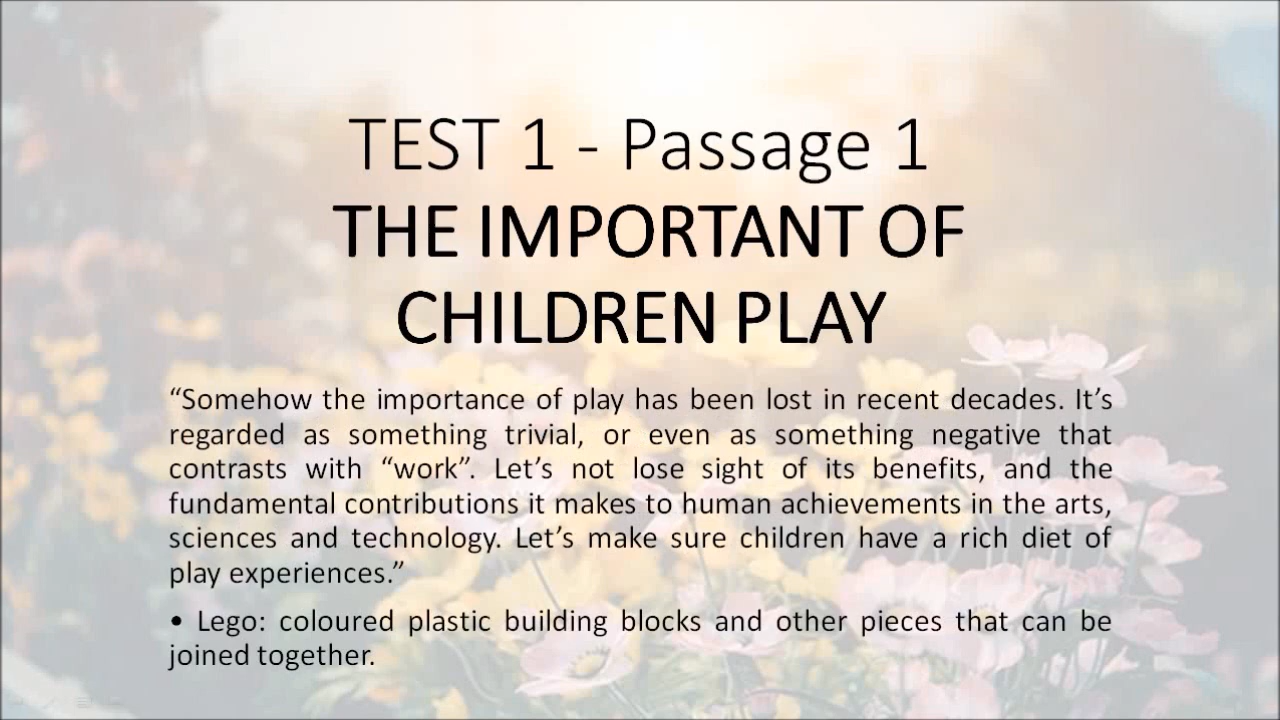 TEST 1 - Passage 1
THE IMPORTANT OF
CHILDREN PLAY
“Somehow the importance of play has been lost in recent decades. It’s
regarded as something trivial, or even as something negative that
contrasts with “work”. Let’s not lose sight of its benefits, and the
fundamental contributions it makes to human achievements in the arts,
sciences and technology. Let’s make sure children have a rich diet of
play experiences.”
• Lego: coloured plastic building blocks and other pieces that can be
joined together.